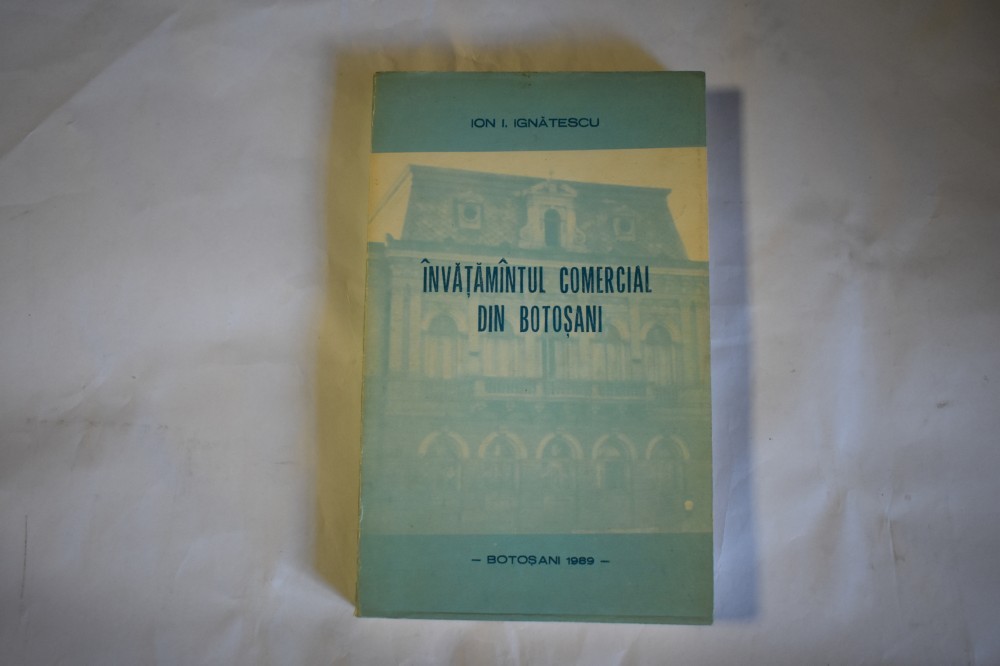 ION I. IGNĂTESCU
ÎNVĂȚĂMÎNTUL COMERCIAL
DIN BOTOȘANI
– BOTOȘANI 1989 –